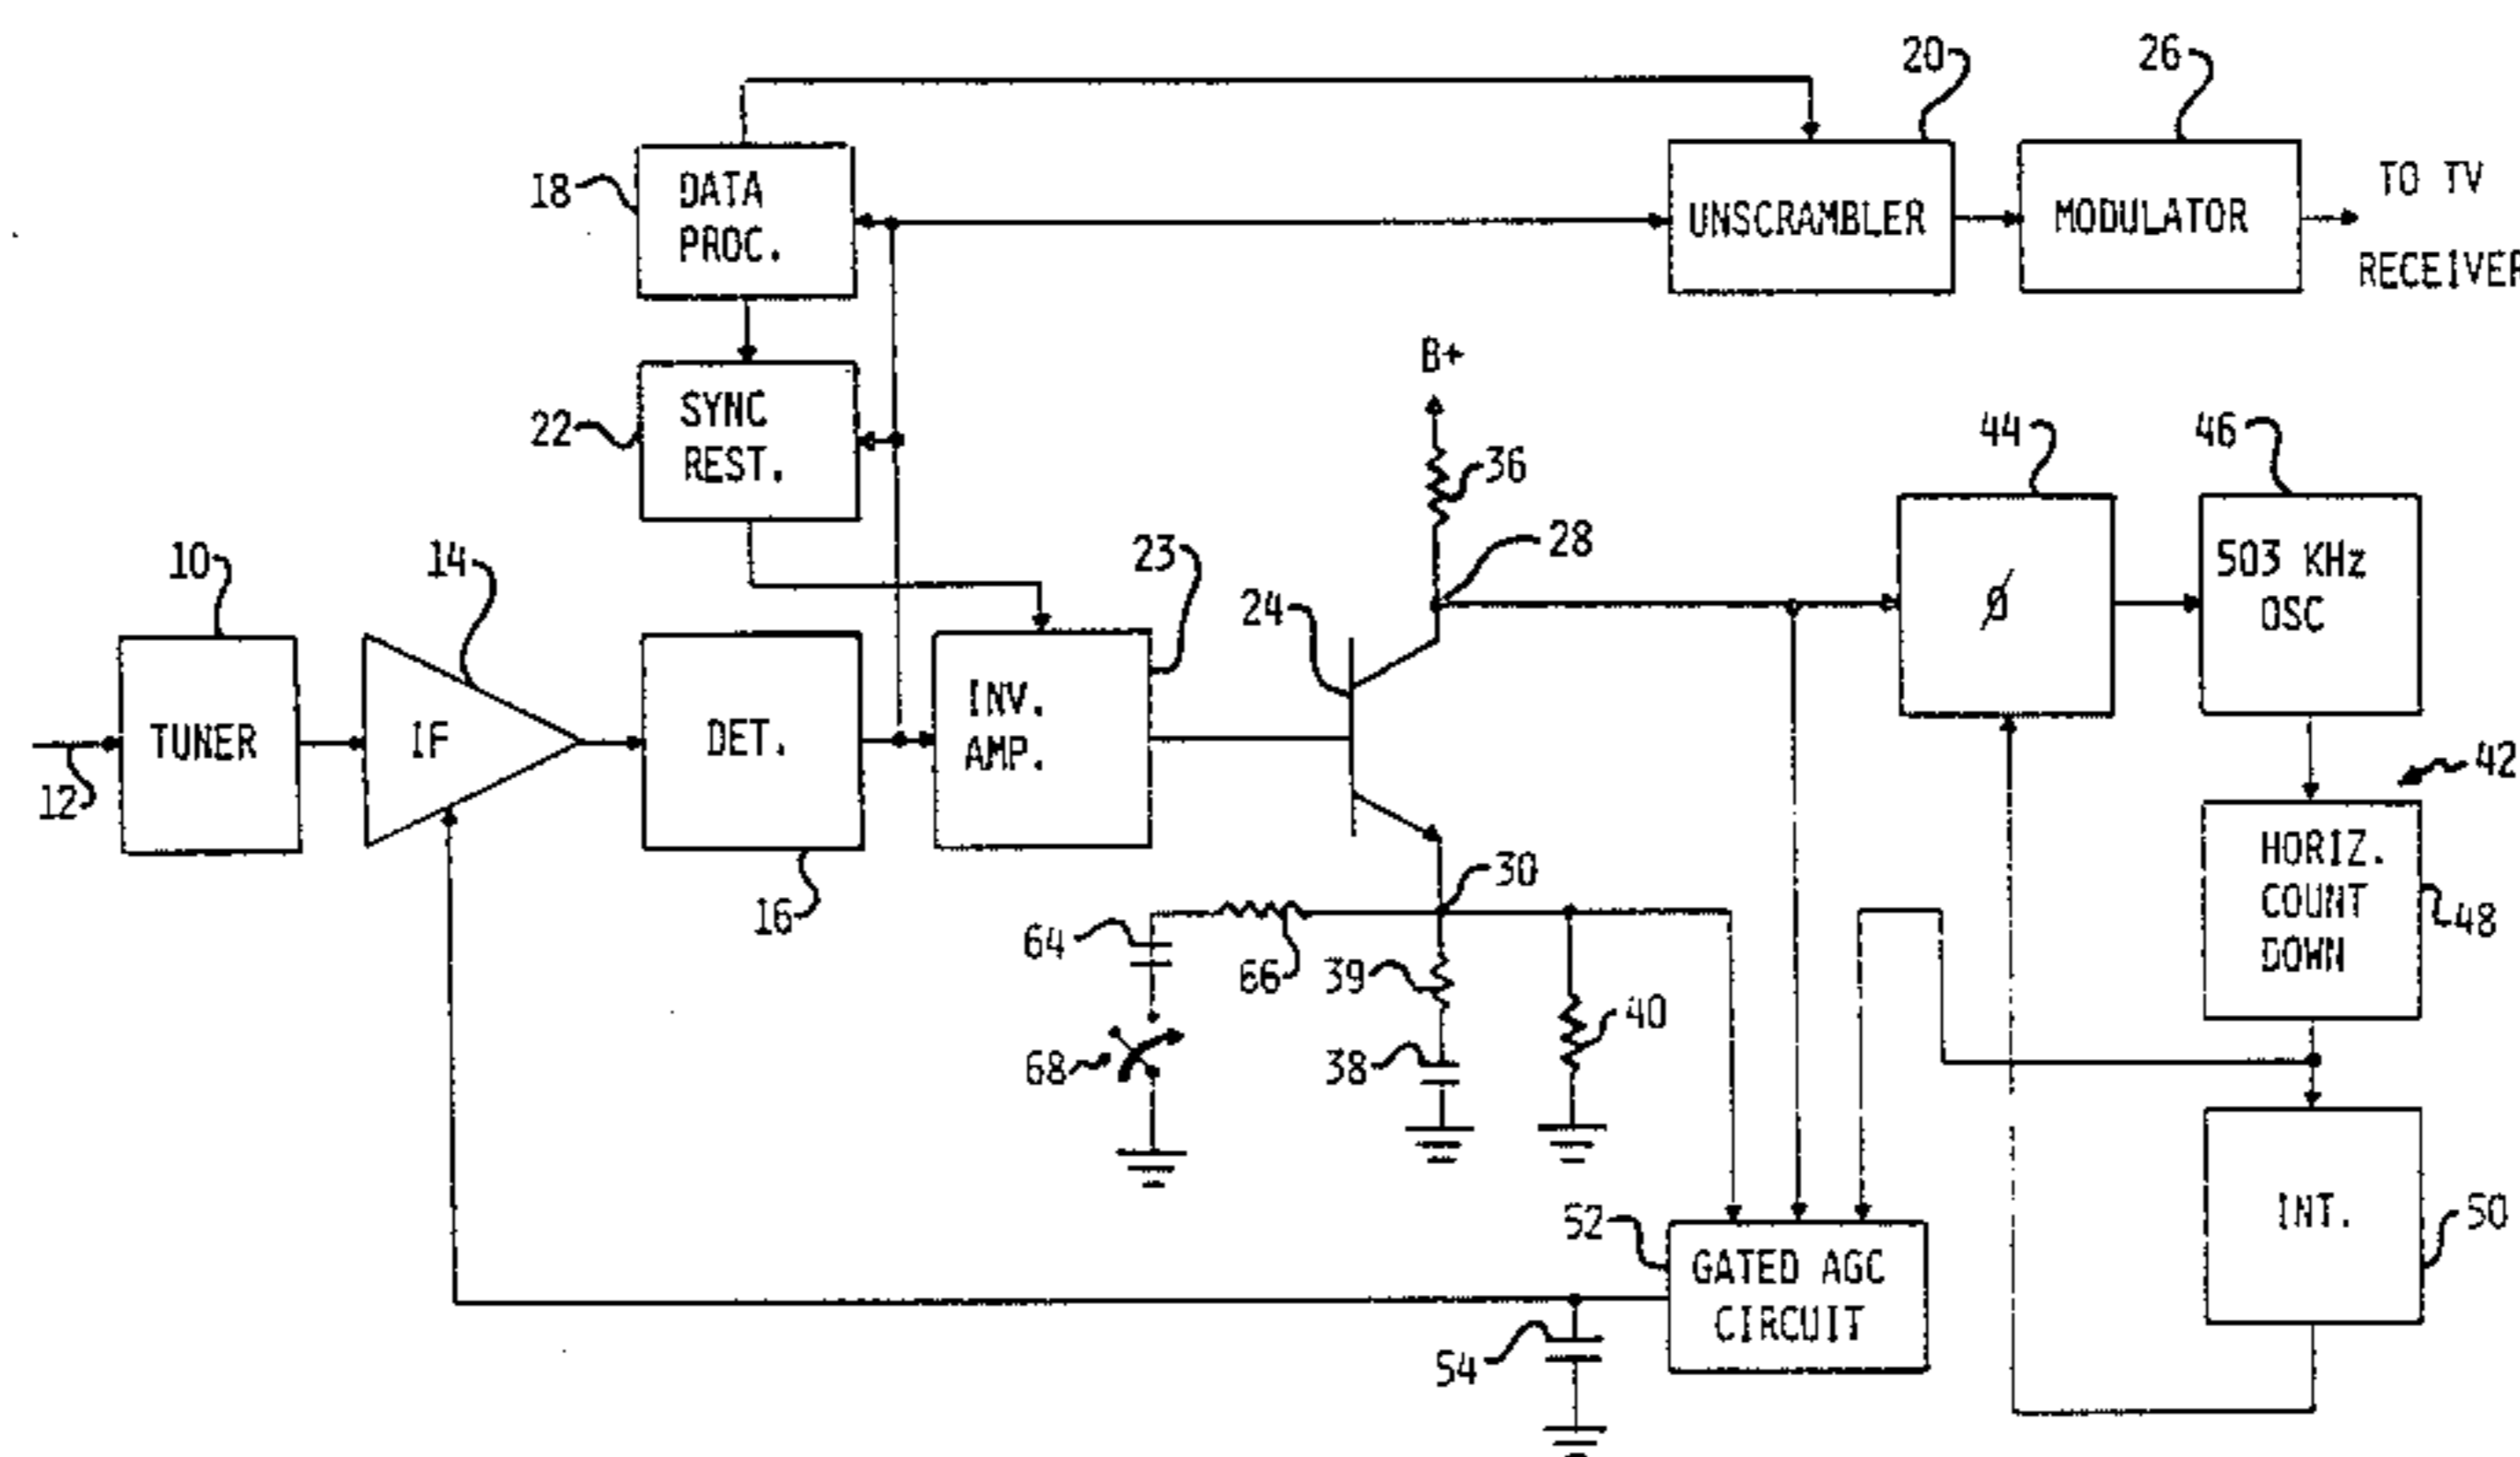 20
26
18
DATA
PROC.
UNSCRAMBLER
MODULATOR
TO TV
RECEIVER
B+
22
SYNC
REST.
36
44
46
10
14
23
24
28
503 KHz
OSC
Ø
TUNER
IF
DET.
INV.
AMP.
12
42
16
30
HORIZ.
COUNT
DOWN
48
64
66
39
40
68
38
52
GATED AGC
CIRCUIT
INT.
50
54